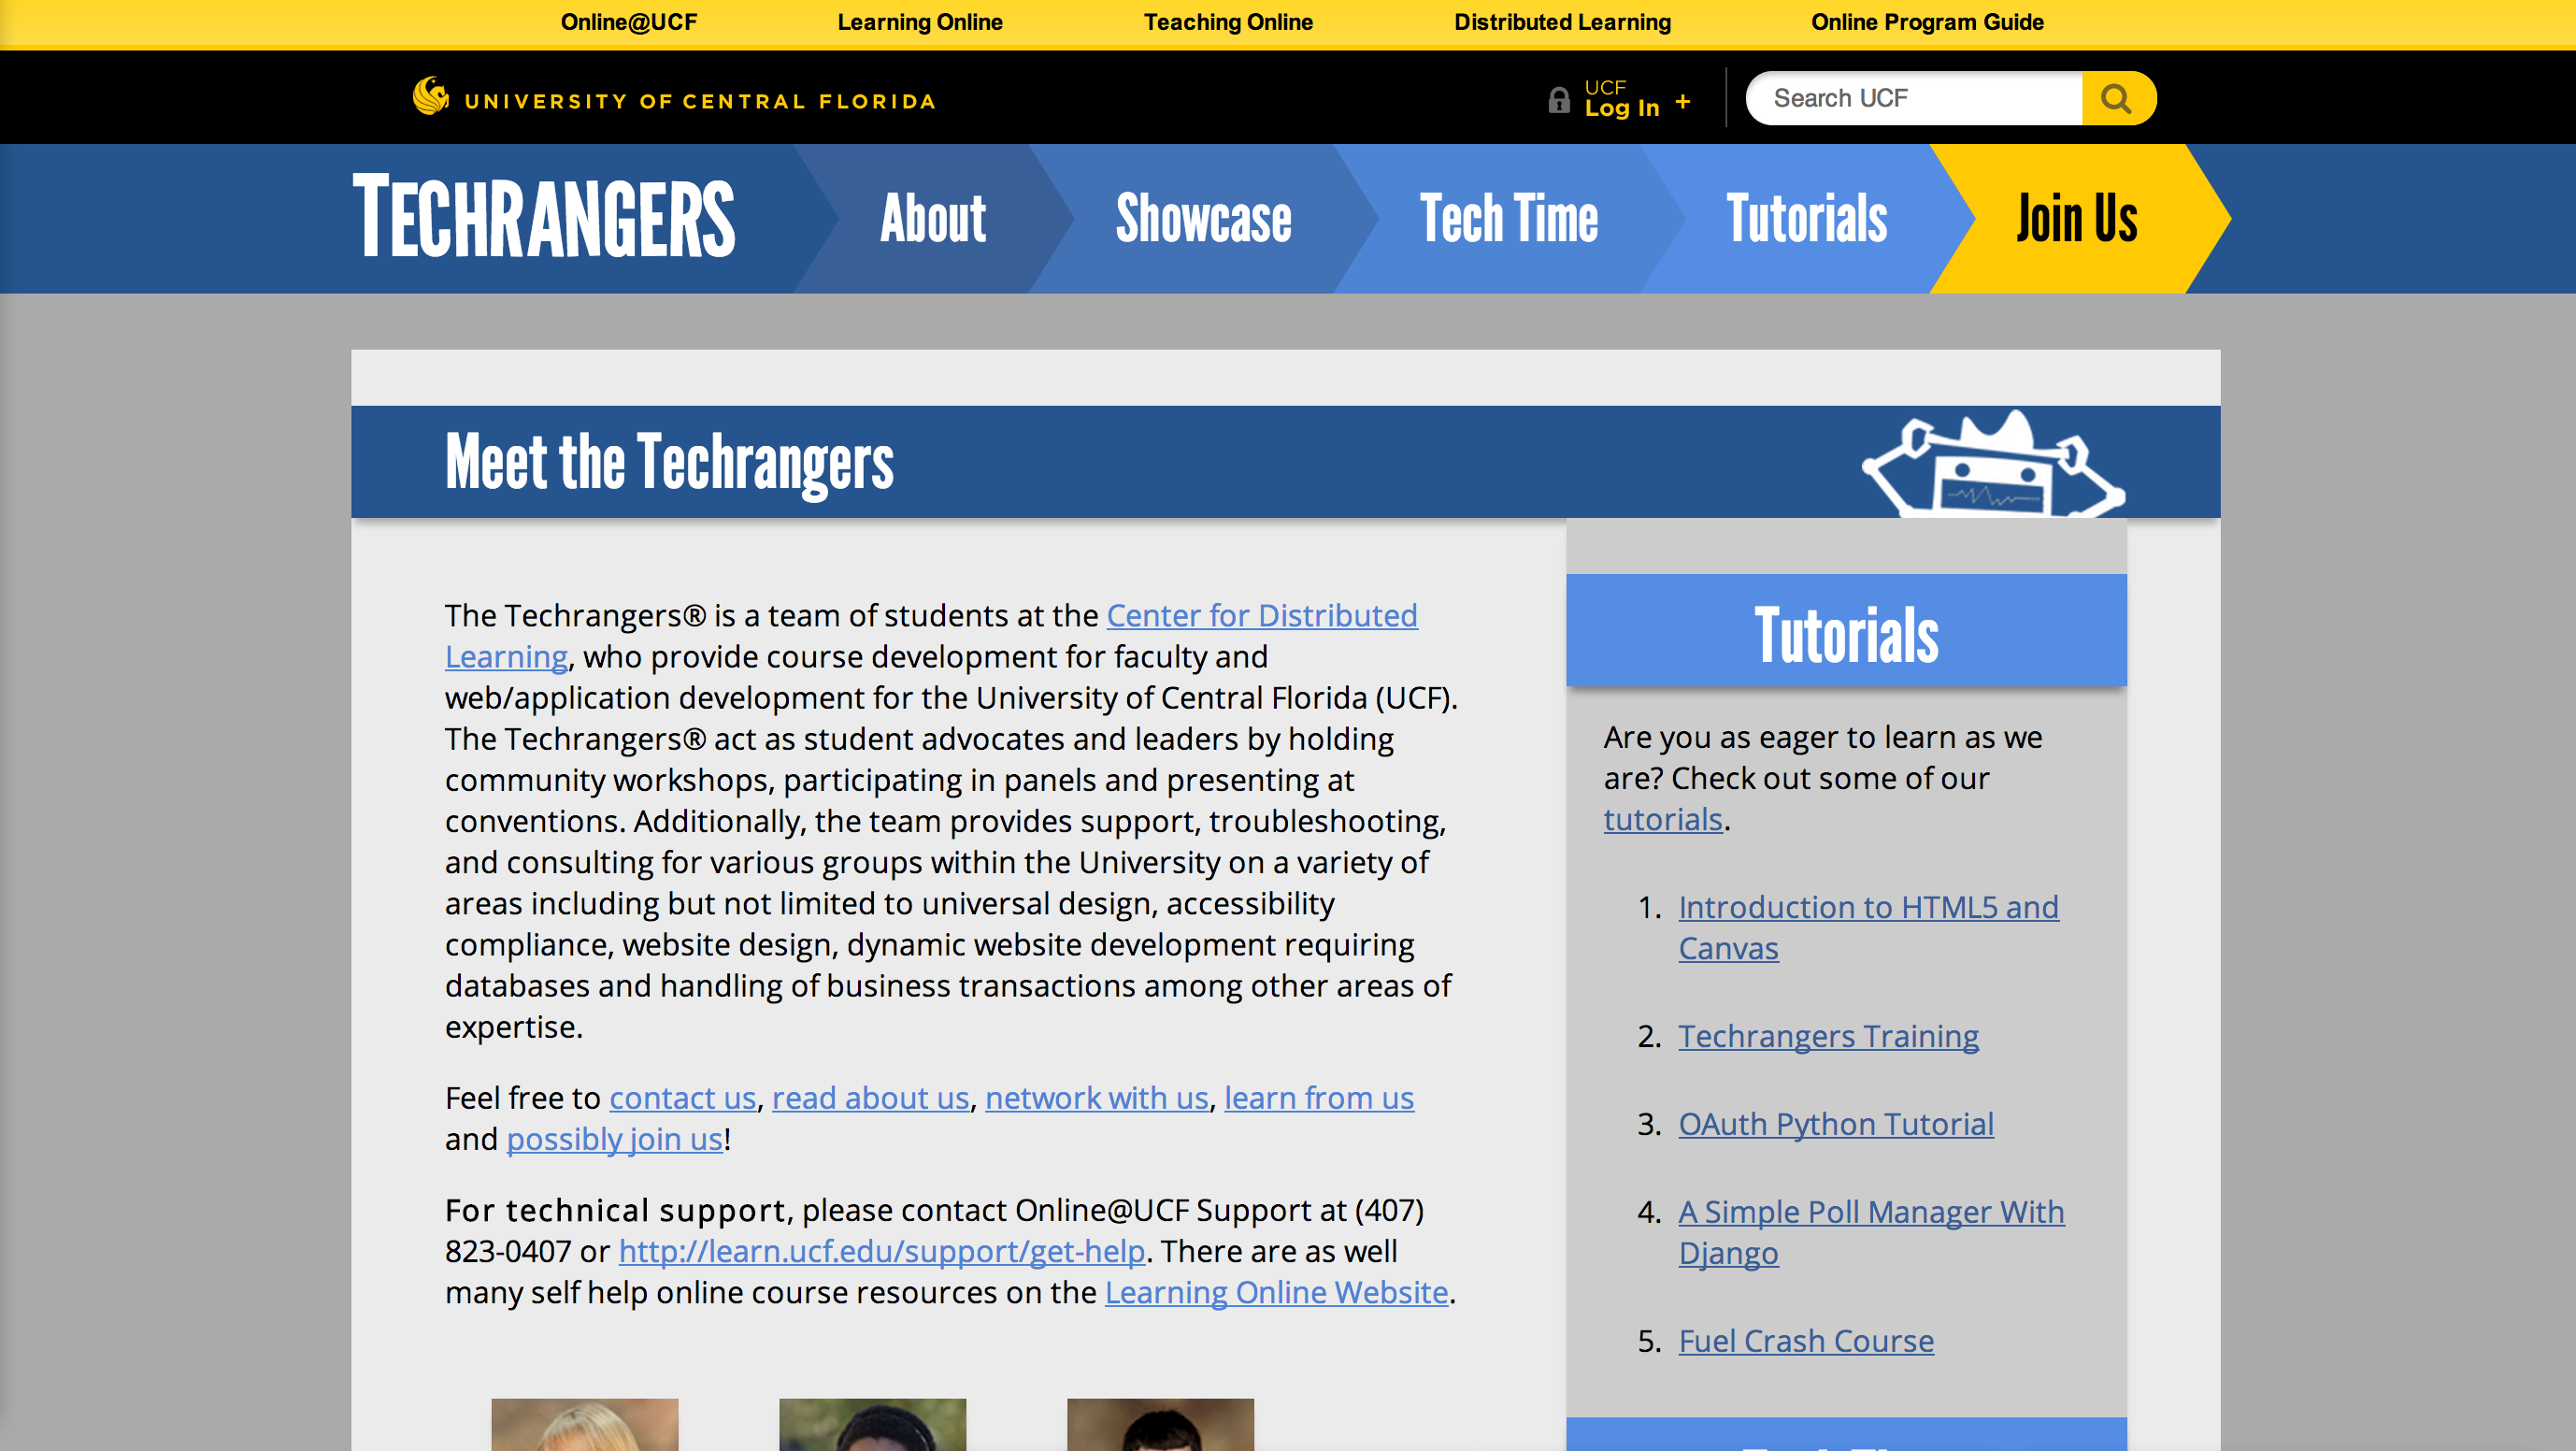 Online@UCF Learning Online Teaching Online Distributed Learning Online Program Guide
UNIVERSITY OF CENTRAL FLORIDA
UCF
Log In +
Search UCF
TECHRANGERS About Showcase Tech Time Tutorials Join Us
Meet the Techrangers
The Techrangers® is a team of students at the Center for Distributed
Learning, who provide course development for faculty and
web/application development for the University of Central Florida (UCF).
The Techrangers® act as student advocates and leaders by holding
community workshops, participating in panels and presenting at
conventions. Additionally, the team provides support, troubleshooting,
and consulting for various groups within the University on a variety of
areas including but not limited to universal design, accessibility
compliance, website design, dynamic website development requiring
databases and handling of business transactions among other areas of
expertise.
Feel free to contact us, read about us, network with us, learn from us
and possibly join us!
For technical support, please contact Online@UCF Support at (407)
823-0407 or http://learn.ucf.edu/support/get-help. There are as well
many self help online course resources on the Learning Online Website.
Tutorials
Are you as eager to learn as we
are? Check out some of our
tutorials.
1. Introduction to HTML5 and
Canvas
2. Techrangers Training
3. OAuth Python Tutorial
4. A Simple Poll Manager With
Django
5. Fuel Crash Course